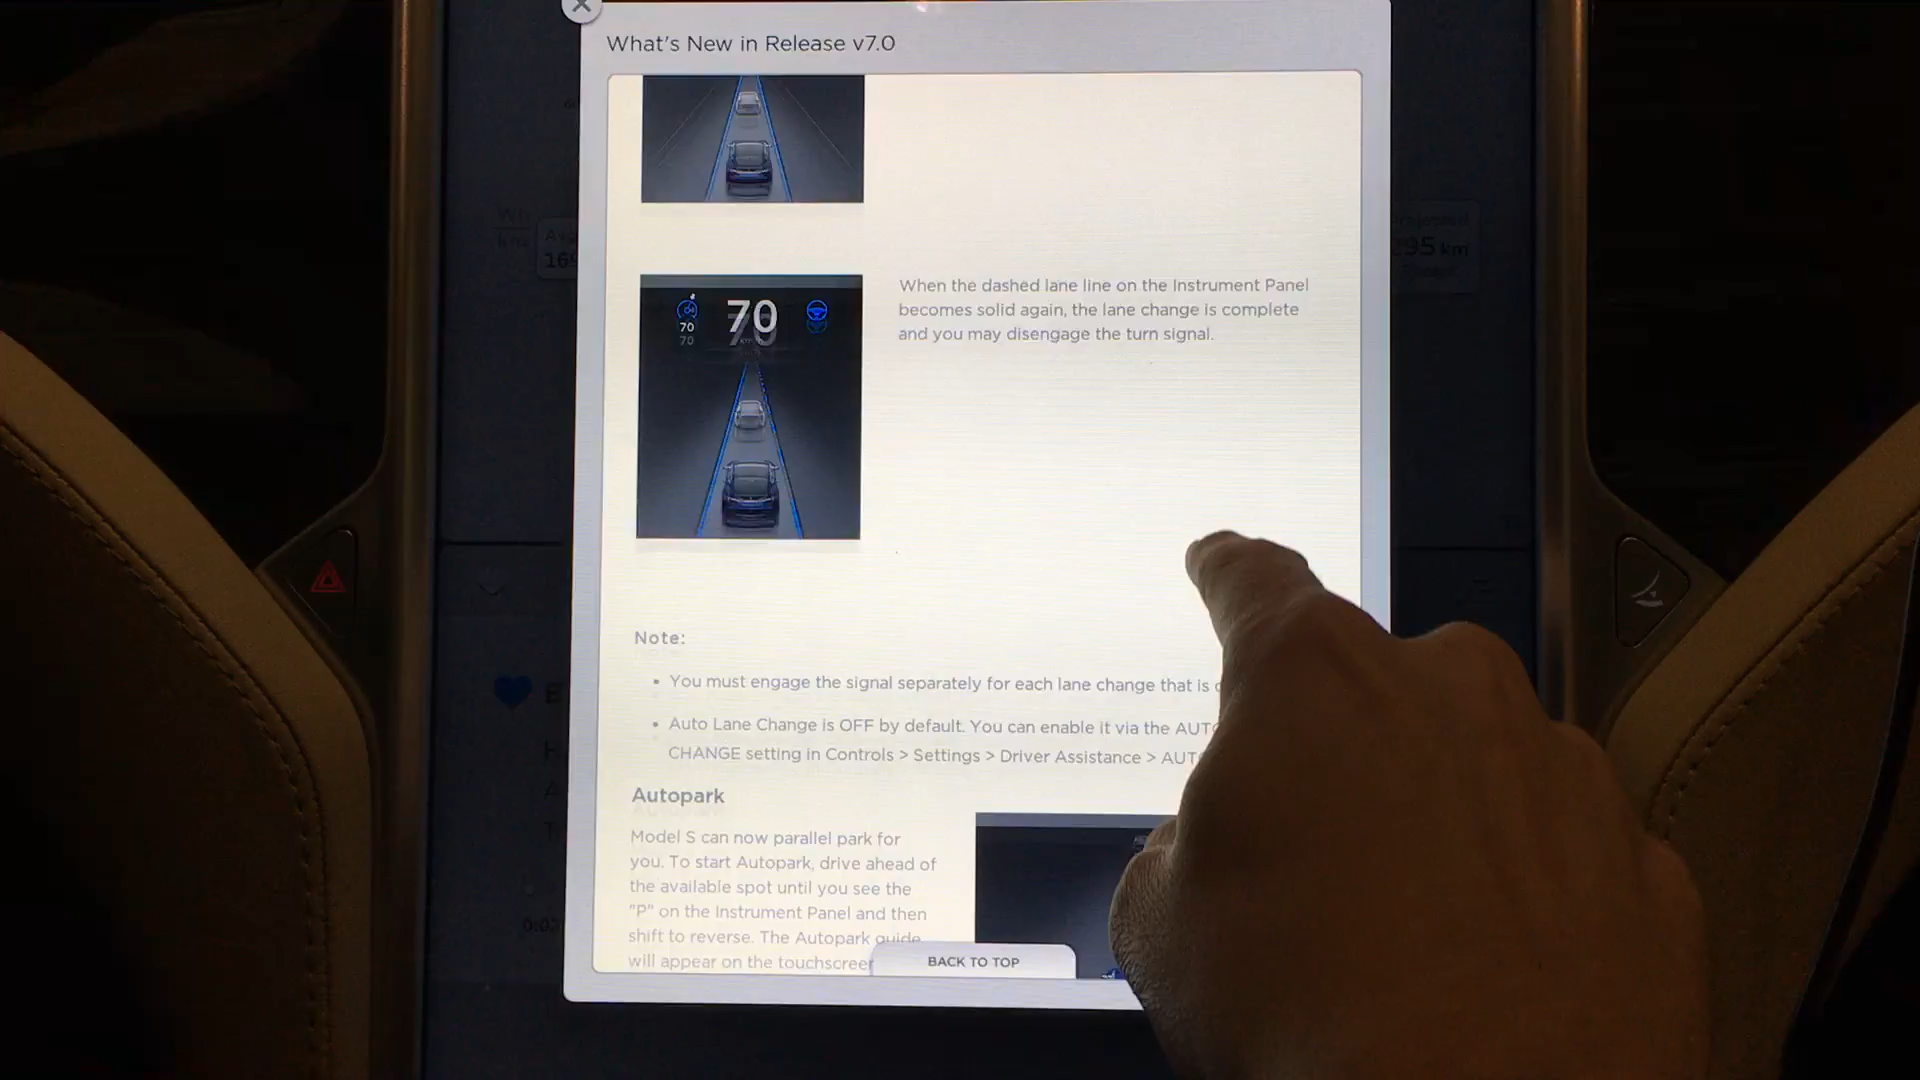 What's New in Release v7.0
70
70
70
When the dashed lane line on the Instrument Panel
becomes solid again, the lane change is complete
and you may disengage the turn signal.
Projected
295 km
Note:
• You must engage the signal separately for each lane change that is
• Auto Lane Change is OFF by default. You can enable it via the AUTO
CHANGE setting in Controls > Settings > Driver Assistance > AUTO
Autopark
Model S can now parallel park for
you. To start Autopark, drive ahead of
the available spot until you see the
"P" on the Instrument Panel and then
shift to reverse. The Autopark guide
will appear on the touchscreen
BACK TO TOP